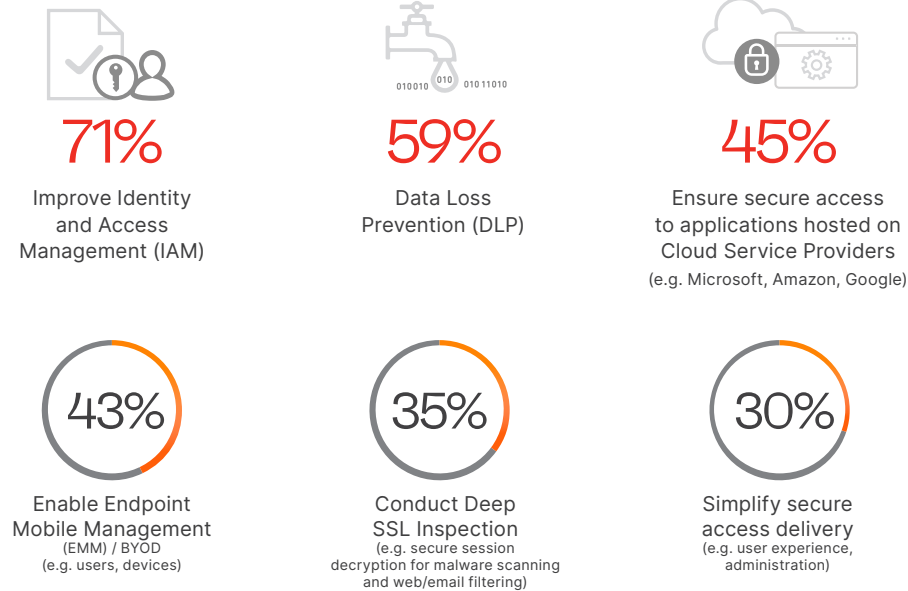 010010 010 01011010
71%
59%
45%
Improve Identity
and Access
Management (IAM)
Data Loss
Prevention (DLP)
Ensure secure access
to applications hosted on
Cloud Service Providers
(e.g. Microsoft, Amazon, Google)
43%
35%
30%
Enable Endpoint
Mobile Management
(EMM) / BYOD
(e.g. users, devices)
Conduct Deep
SSL Inspection
(e.g. secure session
decryption for malware scanning
and web/email filtering)
Simplify secure
access delivery
(e.g. user experience,
administration)